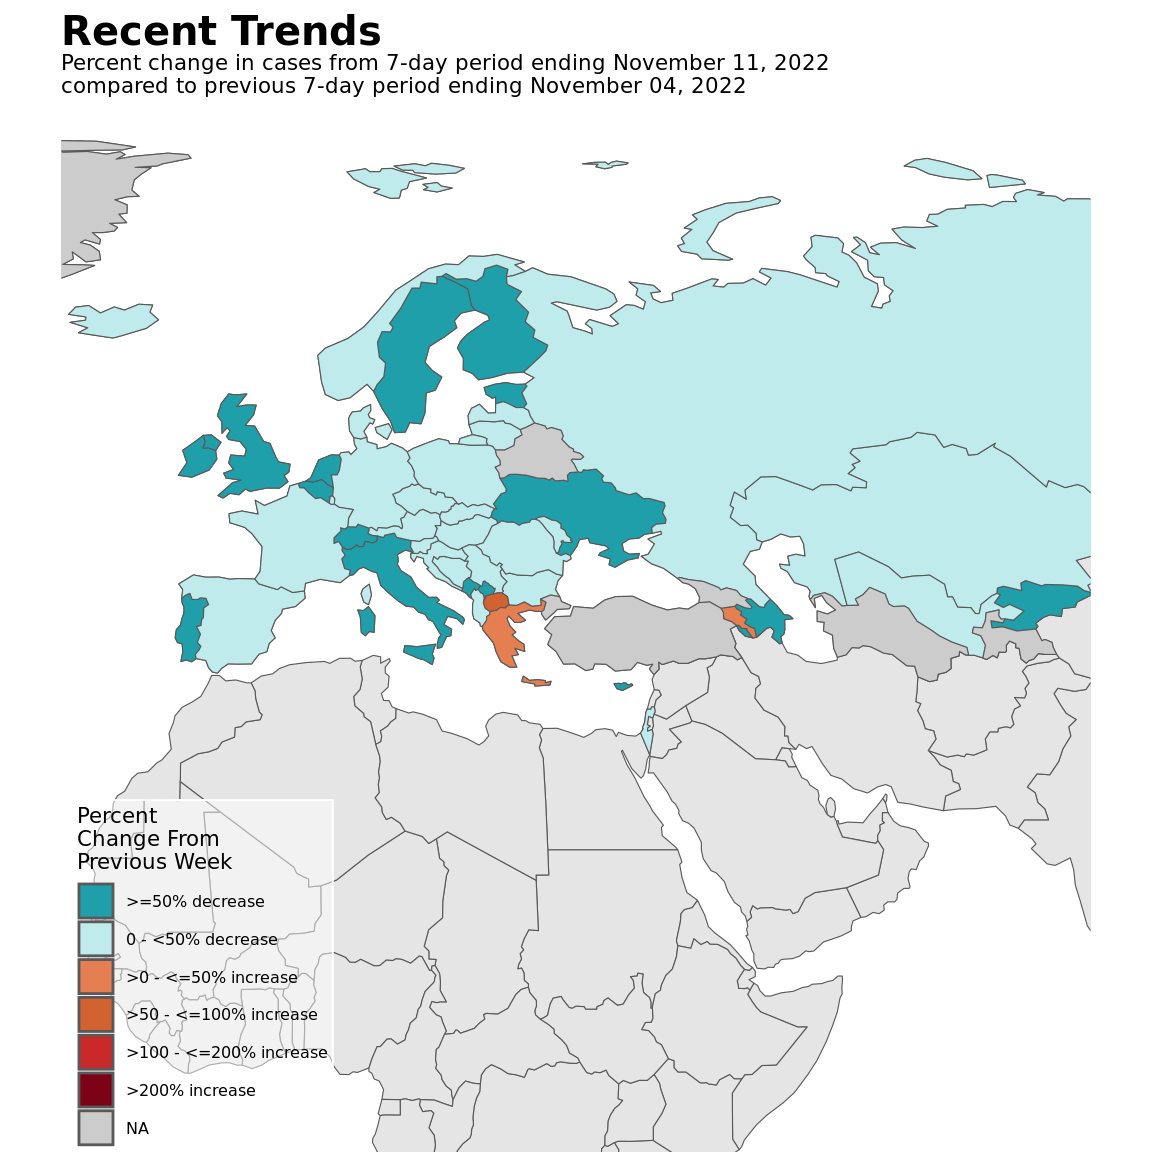 Recent Trends
Percent change in cases from 7-day period ending November 11, 2022
compared to previous 7-day period ending November 04, 2022
Percent
Change From
Previous Week
>=50% decrease
0 - <50% decrease
>0 - <=50% increase
>50 - <=100% increase
>100 - <=200% increase
>200% increase
NA